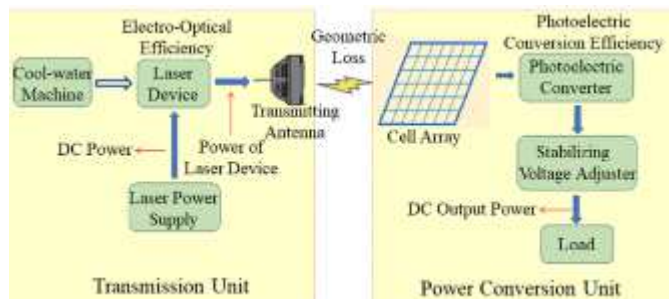 Electro-Optical
Efficiency
Cool-water
Machine
Laser
Device
Transmitting
Antenna
DC Power
Power of
Laser Device
Laser Power
Supply
Transmission Unit
Geometric
Loss
Photoelectric
Conversion Efficiency
Cell Array
Photoelectric
Converter
Stabilizing
Voltage Adjuster
DC Output Power
Load
Power Conversion Unit